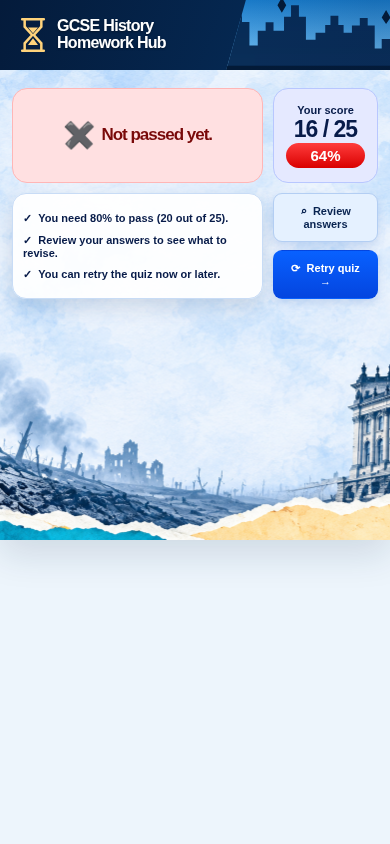 GCSE History
Homework Hub
✖ Not passed yet.
Your score
16 / 25
64%
✓ You need 80% to pass (20 out of 25).
✓ Review your answers to see what to
revise.
✓ You can retry the quiz now or later.
⌕ Review
answers
⟳ Retry quiz
→